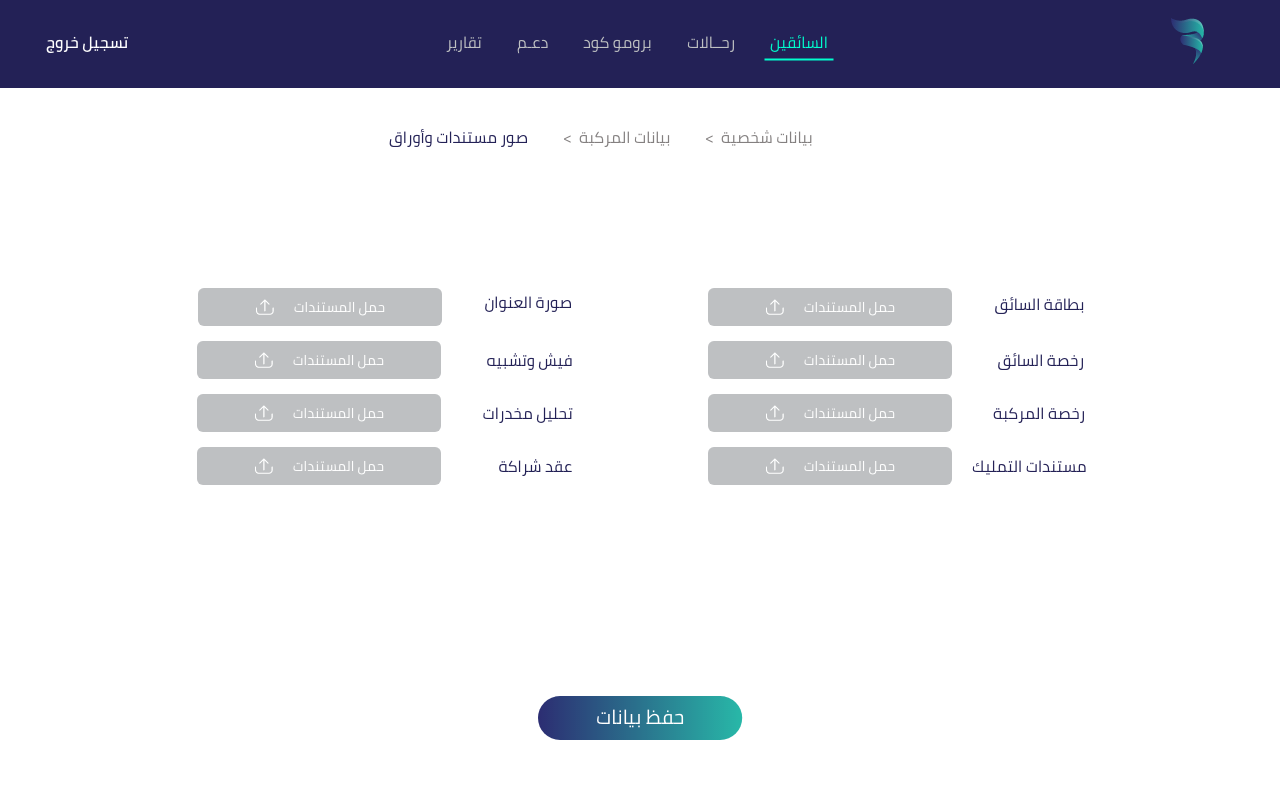 السائقين
رحــالات
برومو كود
دعـم
تقارير
تسجيل خروج
بيانات شخصية >
بيانات المركبة >
صور مستندات وأوراق
بطاقة السائق
حمل المستندات
صورة العنوان
حمل المستندات
رخصة السائق
حمل المستندات
فيش وتشبيه
حمل المستندات
رخصة المركبة
حمل المستندات
تحليل مخدرات
حمل المستندات
مستندات التمليك
حمل المستندات
عقد شراكة
حمل المستندات
حفظ بيانات